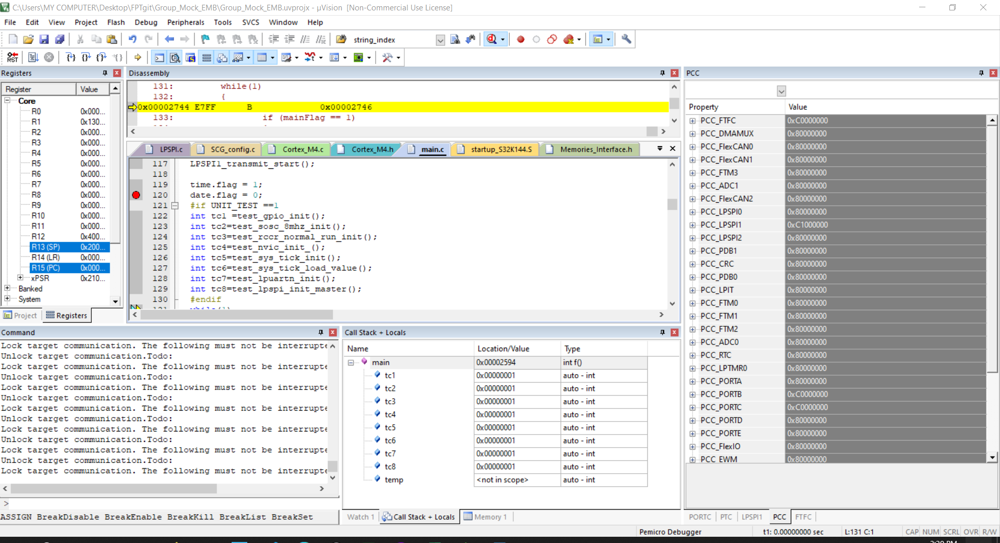 C:\Users\MY COMPUTER\Desktop\FPTgit\Group_Mock_EMB\Group_Mock_EMB.uvprojx - µVision [Non-Commercial Use License]
File Edit View Project Flash Debug Peripherals Tools SVCS Window Help
string_index
RST
Registers
Register Value
Core
R0 0x000...
R1 0x130...
R2 0x000...
R3 0x000...
R4 0x000...
R5 0x000...
R6 0x000...
R7 0x000...
R8 0x000...
R9 0x000...
R10 0x000...
R11 0x000...
R12 0x400...
R13 (SP) 0x200...
R14 (LR) 0x000...
R15 (PC) 0x000...
xPSR 0x210...
Banked
System
Project Registers
Disassembly
131: while(1)
132: {
0x00002744 E7FF B 0x00002746
133: if (mainFlag == 1)
LPSPI.c SCG_config.c Cortex_M4.c Cortex_M4.h main.c startup_S32K144.S Memories_Interface.h
117 LPSPI1_transmit_start();
118
119 time.flag = 1;
120 date.flag = 0;
121 #if UNIT_TEST ==1
122 int tc1 =test_gpio_init();
123 int tc2=test_sosc_8mhz_init();
124 int tc3=test_rccr_normal_run_init();
125 int tc4=test_nvic_init_();
126 int tc5=test_sys_tick_init();
127 int tc6=test_sys_tick_load_value();
128 int tc7=test_lpuartn_init();
129 int tc8=test_lpspi_init_master();
130 #endif
131 while(1)
Command
Lock target communication. The following must not be interrupte
Unlock target communication.Todo:
Lock target communication. The following must not be interrupte
Unlock target communication.Todo:
Lock target communication. The following must not be interrupte
Unlock target communication.Todo:
Lock target communication. The following must not be interrupte
Unlock target communication.Todo:
Lock target communication. The following must not be interrupte
Unlock target communication.Todo:
Lock target communication. The following must not be interrupte
Unlock target communication.Todo:
Lock target communication. The following must not be interrupte
>
ASSIGN BreakDisable BreakEnable BreakKill BreakList BreakSet
Call Stack + Locals
Name Location/Value Type
main 0x00002594 int f()
tc1 0x00000001 auto - int
tc2 0x00000001 auto - int
tc3 0x00000001 auto - int
tc4 0x00000001 auto - int
tc5 0x00000001 auto - int
tc6 0x00000001 auto - int
tc7 0x00000001 auto - int
tc8 0x00000001 auto - int
temp <not in scope> auto - int
Watch 1 Call Stack + Locals Memory 1
PCC
Property Value
PCC_FTFC 0xC0000000
PCC_DMAMUX 0x80000000
PCC_FlexCAN0 0x80000000
PCC_FlexCAN1 0x80000000
PCC_FTM3 0x80000000
PCC_ADC1 0x80000000
PCC_FlexCAN2 0x80000000
PCC_LPSPI0 0x80000000
PCC_LPSPI1 0xC1000000
PCC_LPSPI2 0x80000000
PCC_PDB1 0x80000000
PCC_CRC 0x80000000
PCC_PDB0 0x80000000
PCC_LPIT 0x80000000
PCC_FTM0 0x80000000
PCC_FTM1 0x80000000
PCC_FTM2 0x80000000
PCC_ADC0 0x80000000
PCC_RTC 0x80000000
PCC_LPTMR0 0x80000000
PCC_PORTA 0x80000000
PCC_PORTB 0xC0000000
PCC_PORTC 0xC0000000
PCC_PORTD 0x80000000
PCC_PORTE 0x80000000
PCC_FlexIO 0x80000000
PCC_EWM 0x80000000
PORTC PTC LPSPI1 PCC FTFC
Pemicro Debugger t1: 0.00000000 sec L:131 C:1 CAP NUM SCRL OVR R/W